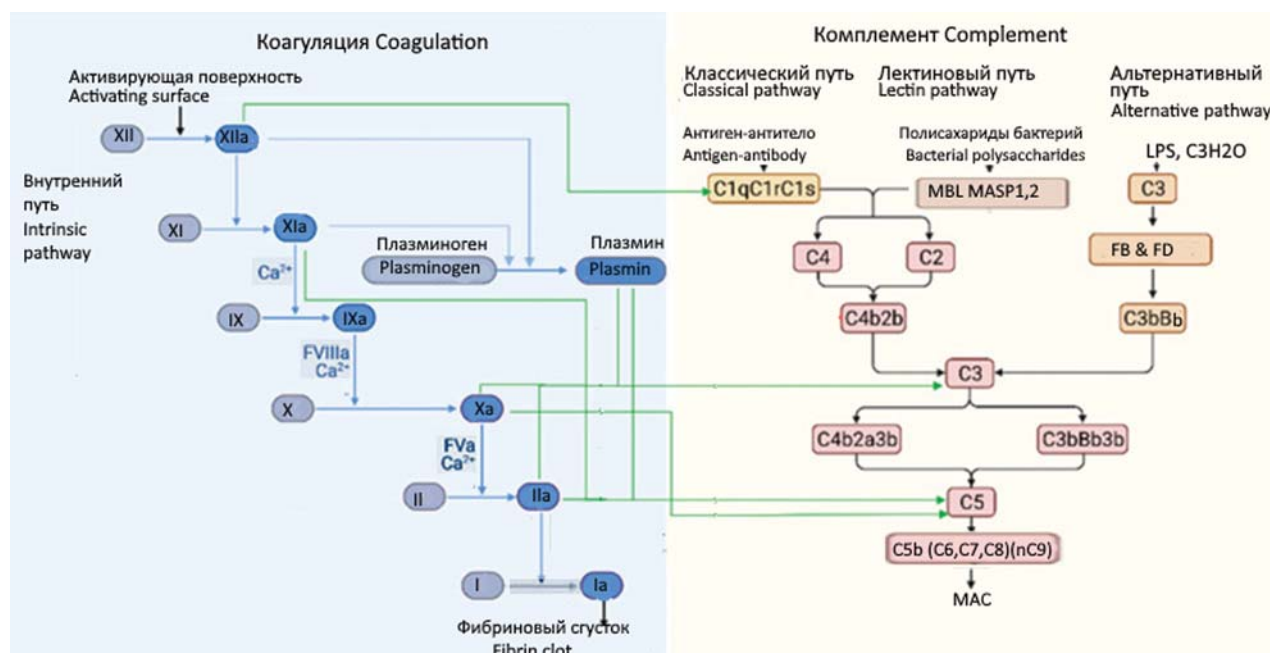 Коагуляция Coagulation
Активирующая поверхность
Activating surface
XII
XIIa
Внутренний
путь
Intrinsic
pathway
XI
XIa
Плазминоген
Plasminogen
Плазмин
Plasmin
Ca²⁺
IX
IXa
FVIIIa
Ca²⁺
X
Xa
FVa
Ca²⁺
II
IIa
I
Ia
Фибриновый сгусток
Fibrin clot
Комплемент Complement
Классический путь
Classical pathway
Лектиновый путь
Lectin pathway
Альтернативный
путь
Alternative pathway
Антиген-антитело
Antigen-antibody
Полисахариды бактерий
Bacterial polysaccharides
LPS, C3H2O
C1qC1rC1s
MBL MASP1,2
C3
C4
C2
FB & FD
C4b2b
C3bBb
C3
C4b2a3b
C3bBb3b
C5
C5b (C6,C7,C8)(nC9)
MAC